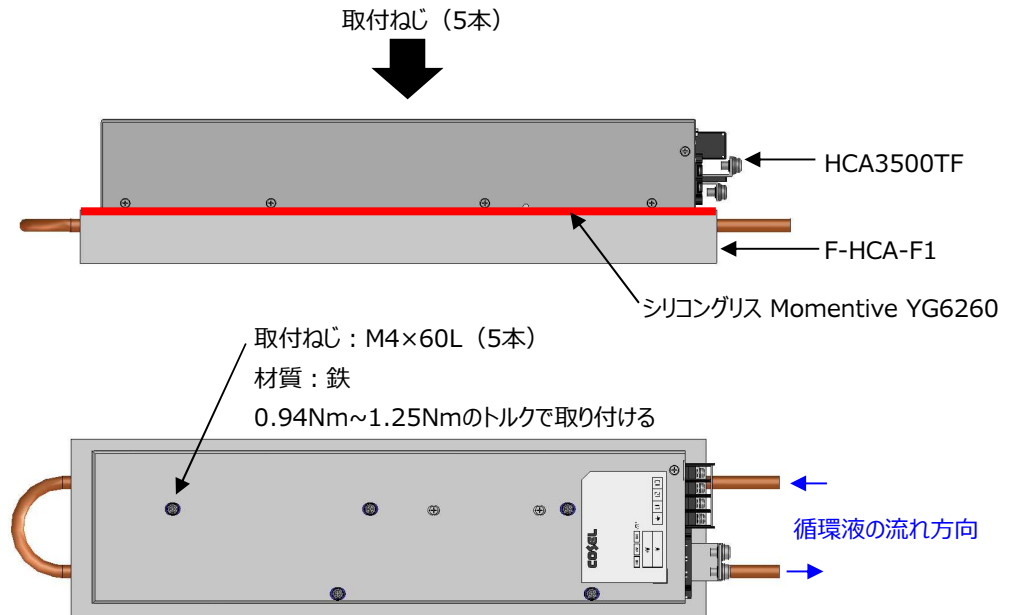 取付ねじ（5本）
HCA3500TF
F-HCA-F1
シリコングリス Momentive YG6260
取付ねじ：M4×60L（5本）
材質：鉄
0.94Nm~1.25Nmのトルクで取り付ける
循環液の流れ方向
COSEL